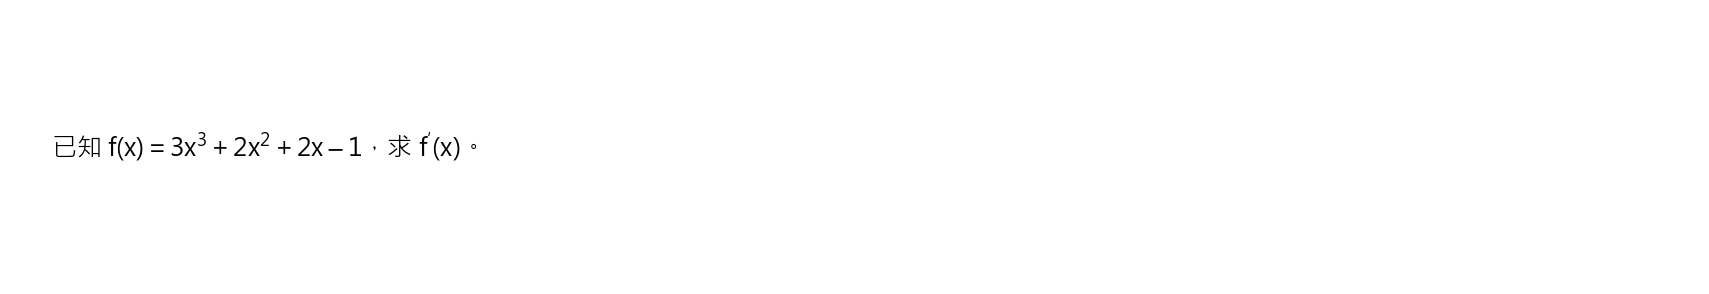 已知 f(x) = 3x³ + 2x² + 2x – 1，求 f′(x)。